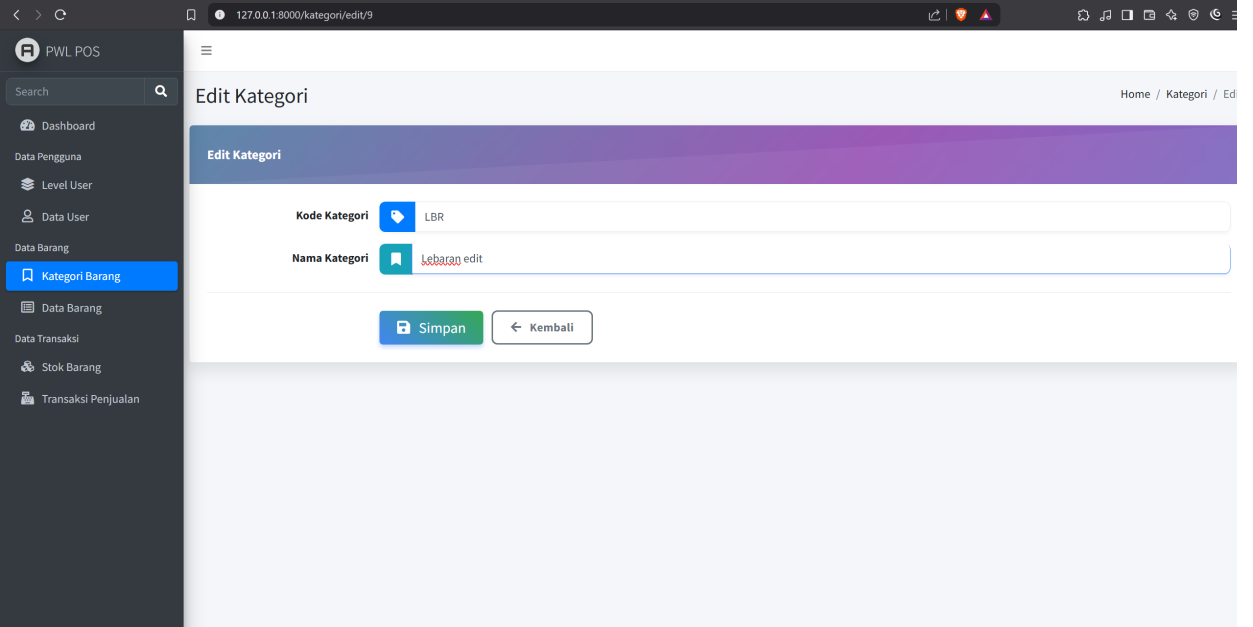 127.0.0.1:8000/kategori/edit/9
PWL POS
Search
Dashboard
Data Pengguna
Level User
Data User
Data Barang
Kategori Barang
Data Barang
Data Transaksi
Stok Barang
Transaksi Penjualan
Edit Kategori
Home / Kategori / Edi
Edit Kategori
Kode Kategori LBR
Nama Kategori Lebaran edit
Simpan Kembali